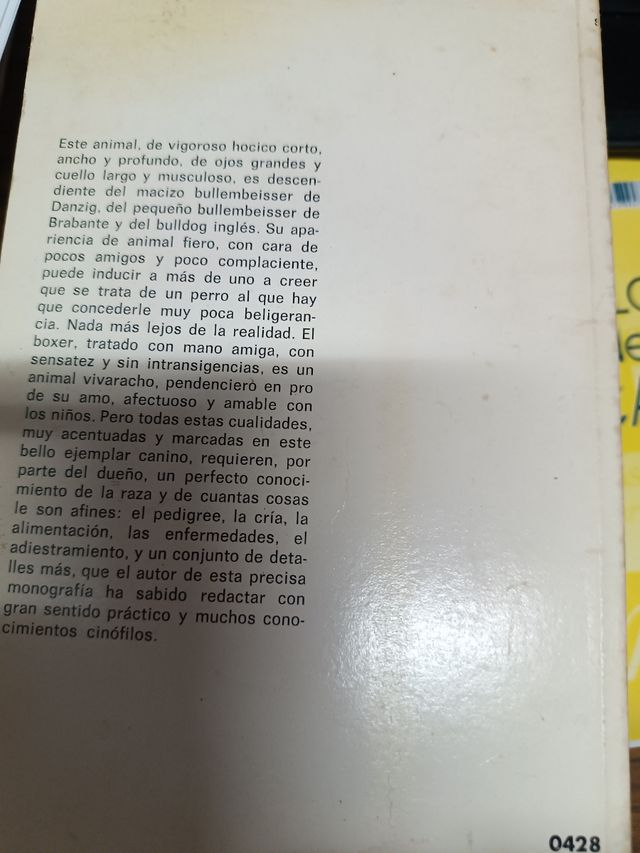 Este animal, de vigoroso hocico corto,
ancho y profundo, de ojos grandes y
cuello largo y musculoso, es descen-
diente del macizo bullembeisser de
Danzig, del pequeño bullembeisser de
Brabante y del bulldog inglés. Su apa-
riencia de animal fiero, con cara de
pocos amigos y poco complaciente,
puede inducir a más de uno a creer
que se trata de un perro al que hay
que concederle muy poca beligeran-
cia. Nada más lejos de la realidad. El
boxer, tratado con mano amiga, con
sensatez y sin intransigencias, es un
animal vivaracho, pendenciero en pro
de su amo, afectuoso y amable con
los niños. Pero todas estas cualidades,
muy acentuadas y marcadas en este
bello ejemplar canino, requieren, por
parte del dueño, un perfecto conoci-
miento de la raza y de cuantas cosas
le son afines: el pedigree, la cría, la
alimentación, las enfermedades, el
adiestramiento, y un conjunto de deta-
lles más, que el autor de esta precisa
monografía ha sabido redactar con
gran sentido práctico y muchos cono-
cimientos cinófilos.
0428